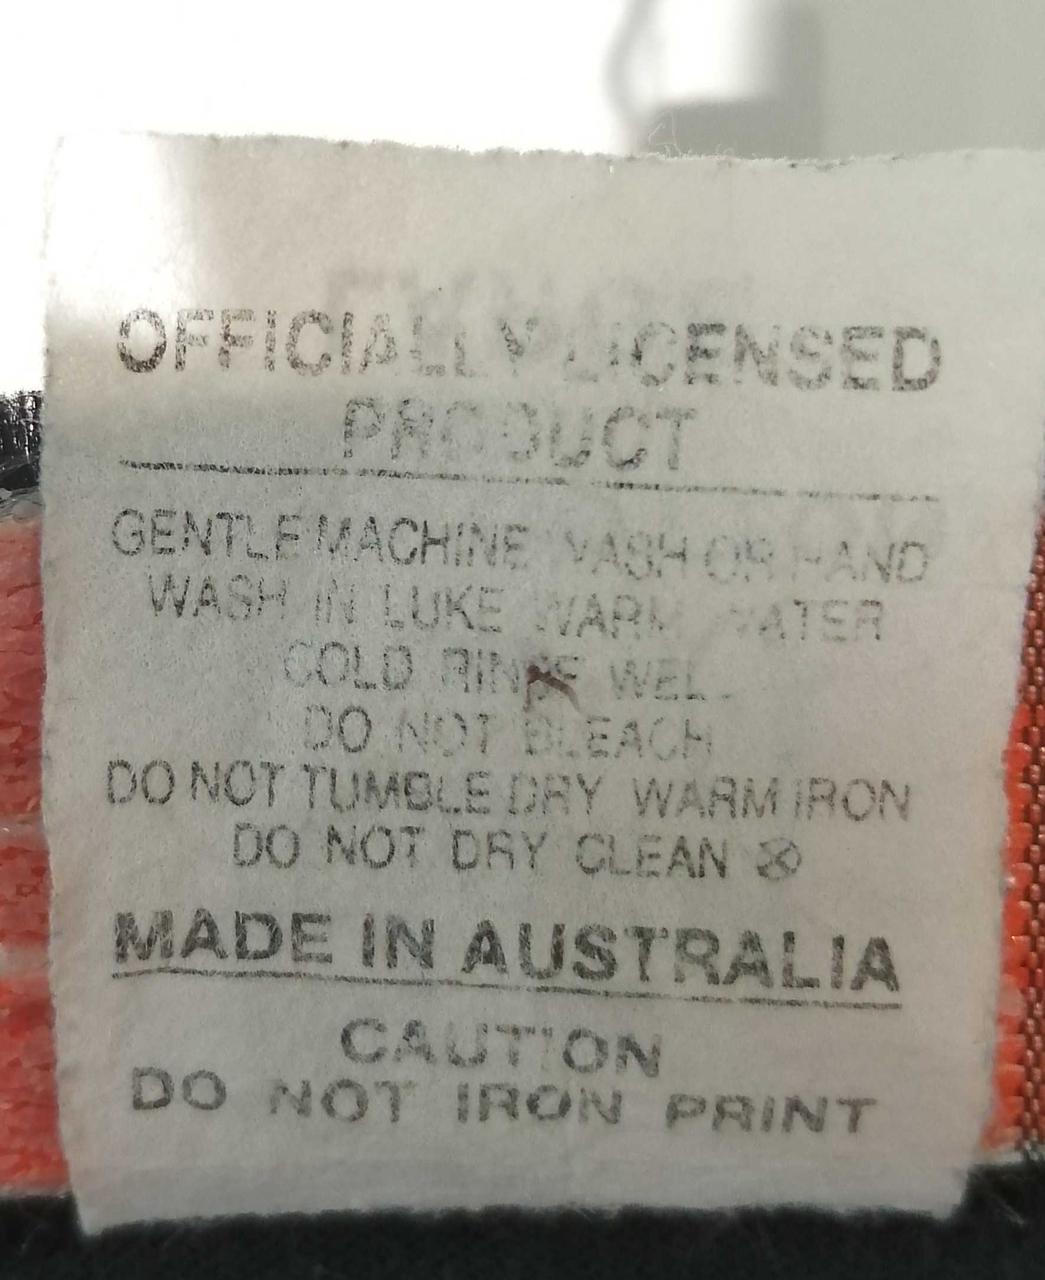 OFFICIALLY LICENSED
PRODUCT
GENTLE MACHINE WASH OR HAND
WASH IN LUKE WARM WATER
COLD RINSE WELL
DO NOT BLEACH
DO NOT TUMBLE DRY WARM IRON
DO NOT DRY CLEAN ⊗
MADE IN AUSTRALIA
CAUTION
DO NOT IRON PRINT